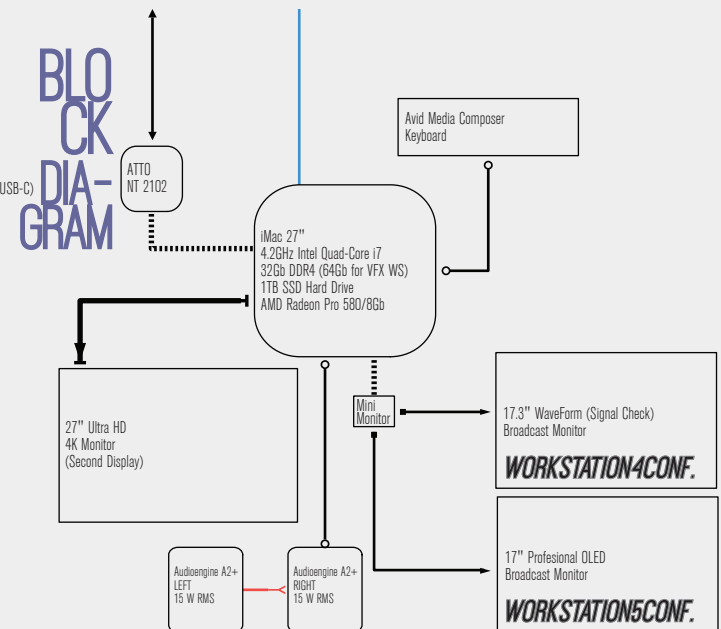 BLO
CK
DIA-
GRAM
USB-C)
ATTO
NT 2102
Avid Media Composer
Keyboard
iMac 27"
4.2GHz Intel Quad-Core i7
32Gb DDR4 (64Gb for VFX WS)
1TB SSD Hard Drive
AMD Radeon Pro 580/8Gb
27" Ultra HD
4K Monitor
(Second Display)
Mini
Monitor
17.3" WaveForm (Signal Check)
Broadcast Monitor
WORKSTATION4CONF.
17" Profesional OLED
Broadcast Monitor
WORKSTATION5CONF.
Audioengine A2+
LEFT
15 W RMS
Audioengine A2+
RIGHT
15 W RMS